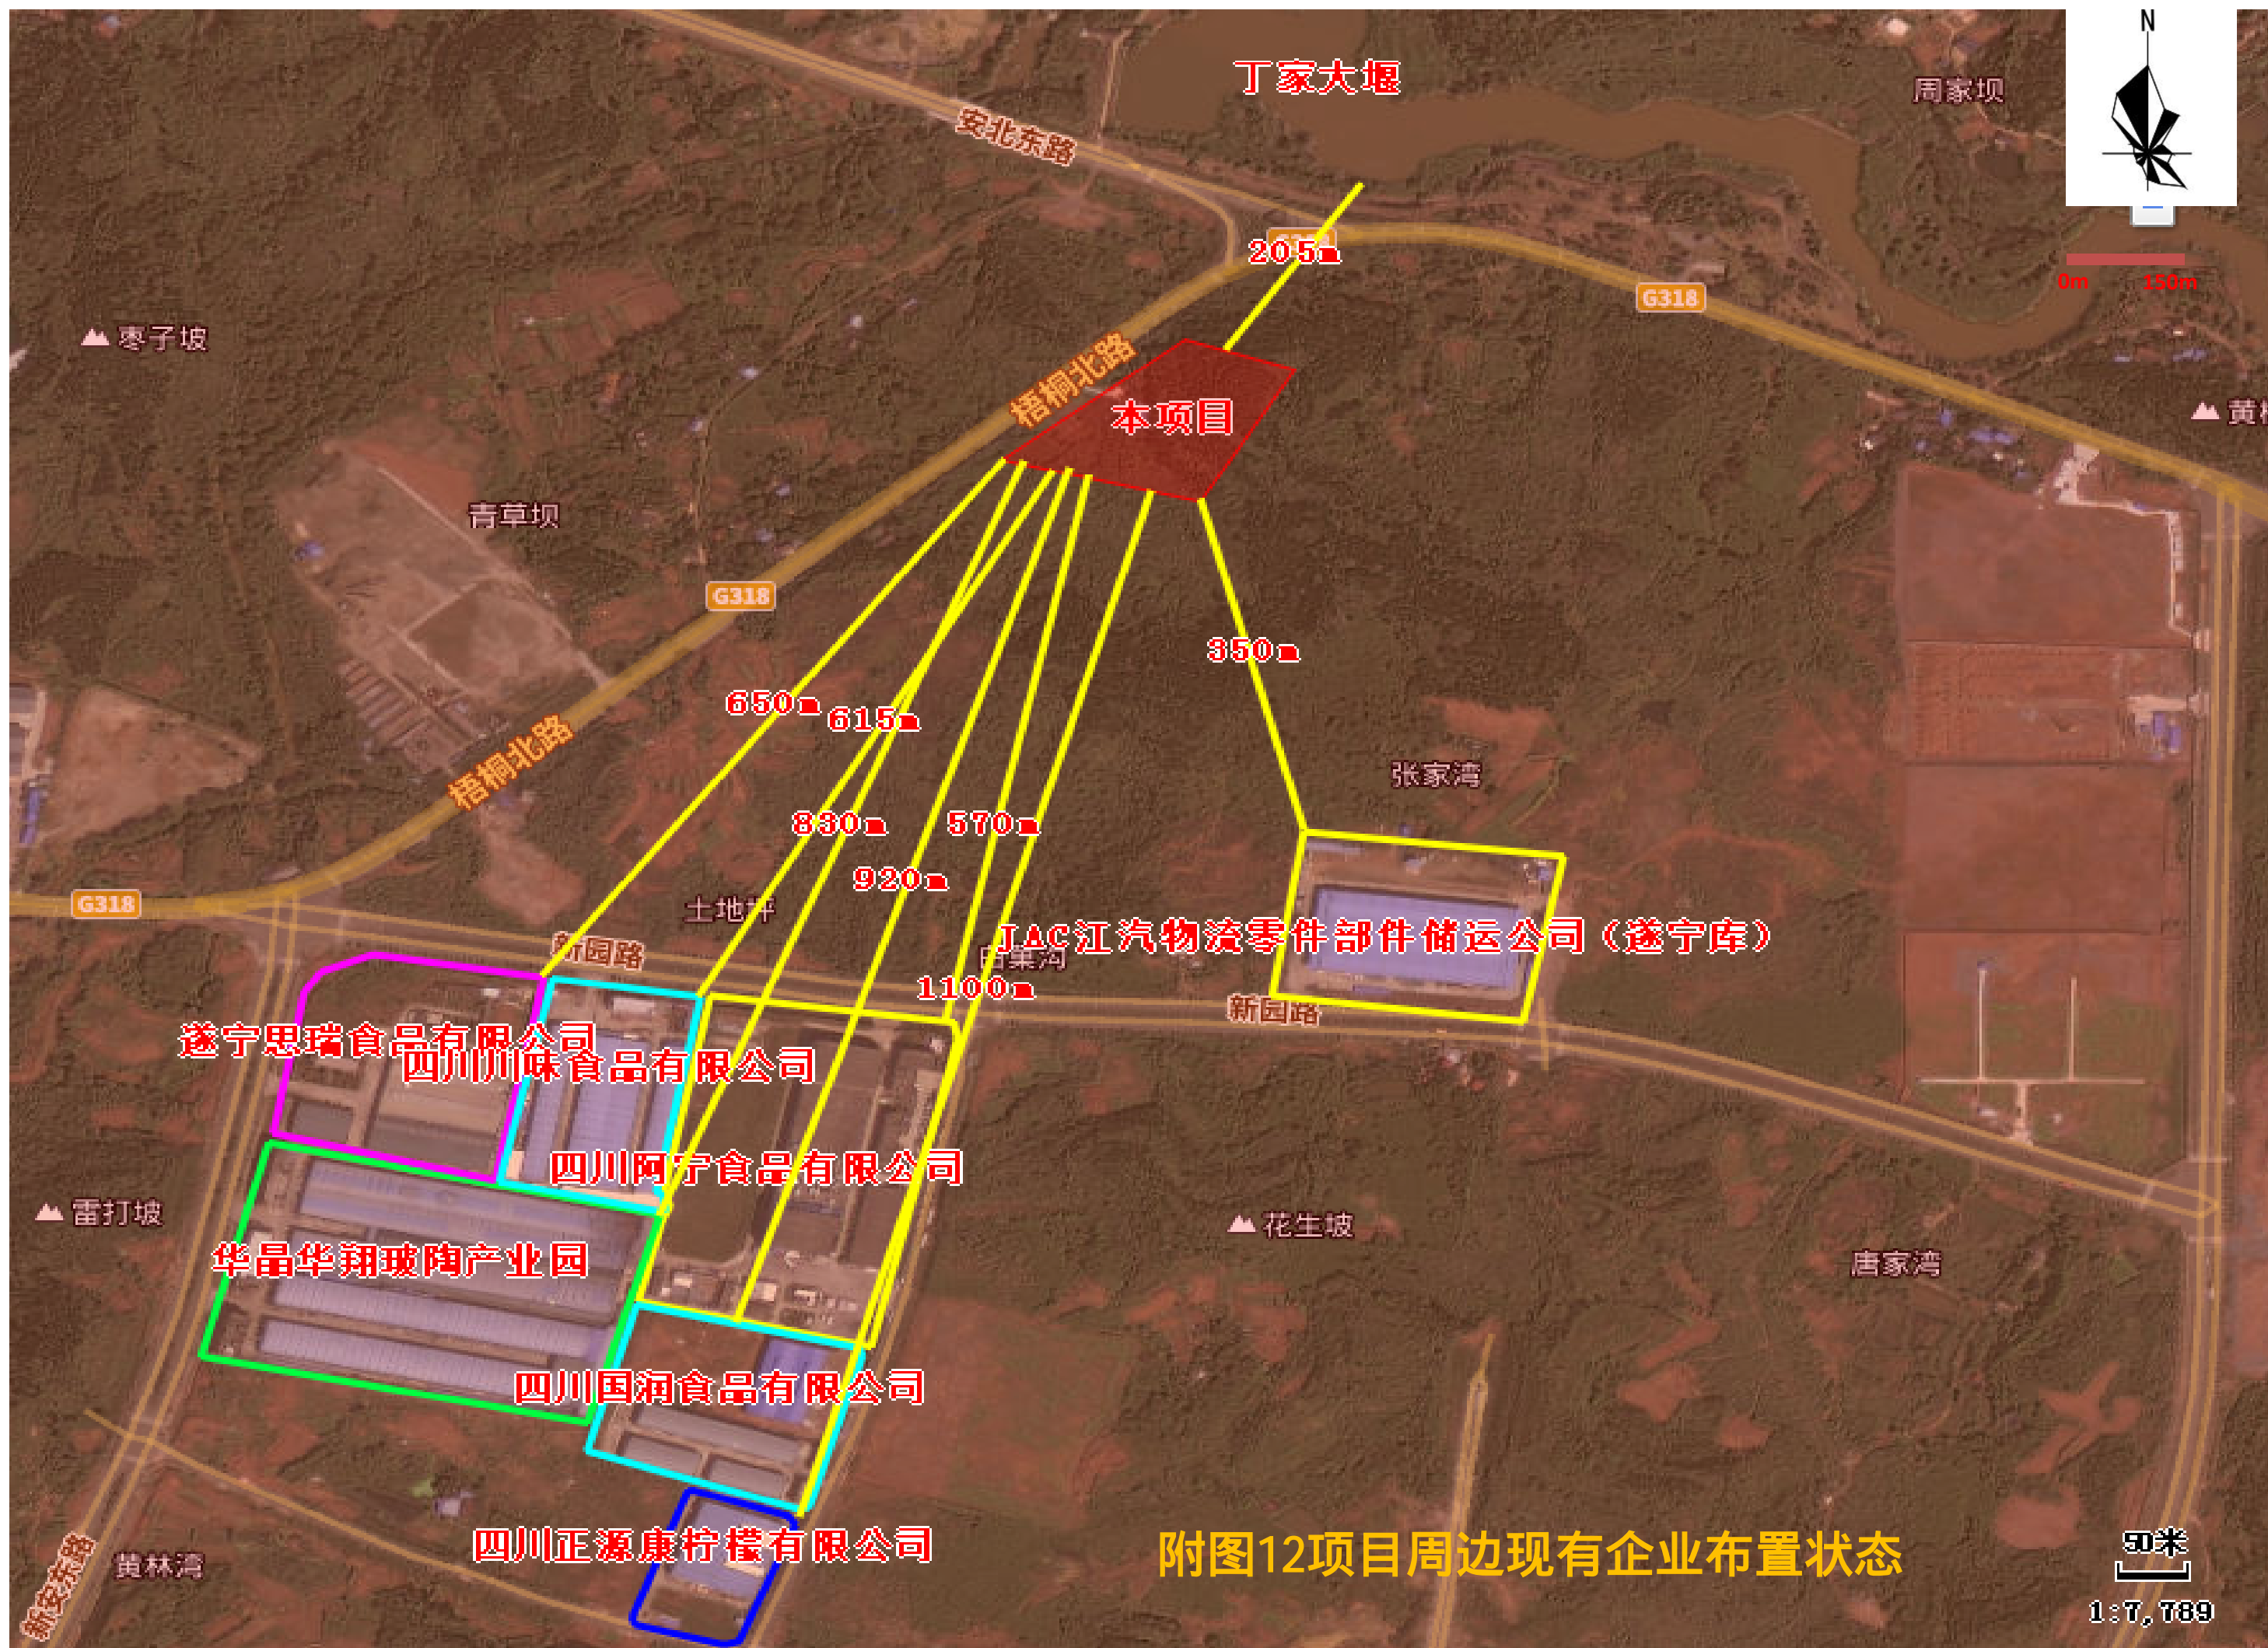 N
丁家大堰
周家坝
安北东路
205m
0m 150m
G318
枣子坡
梧桐北路
本项目
青草坝
G318
350m
650m
615m
梧桐北路
张家湾
830m
570m
920m
G318
土地坪
新园路
JAC江汽物流零件部件储运公司（遂宁库）
1100m
新园路
遂宁思瑞食品有限公司
四川川味食品有限公司
四川阿宁食品有限公司
雷打坡
花生坡
华晶华翔玻陶产业园
唐家湾
四川国润食品有限公司
四川正源康柠檬有限公司
附图12项目周边现有企业布置状态
50米
黄林湾
新安东路
1:7,789